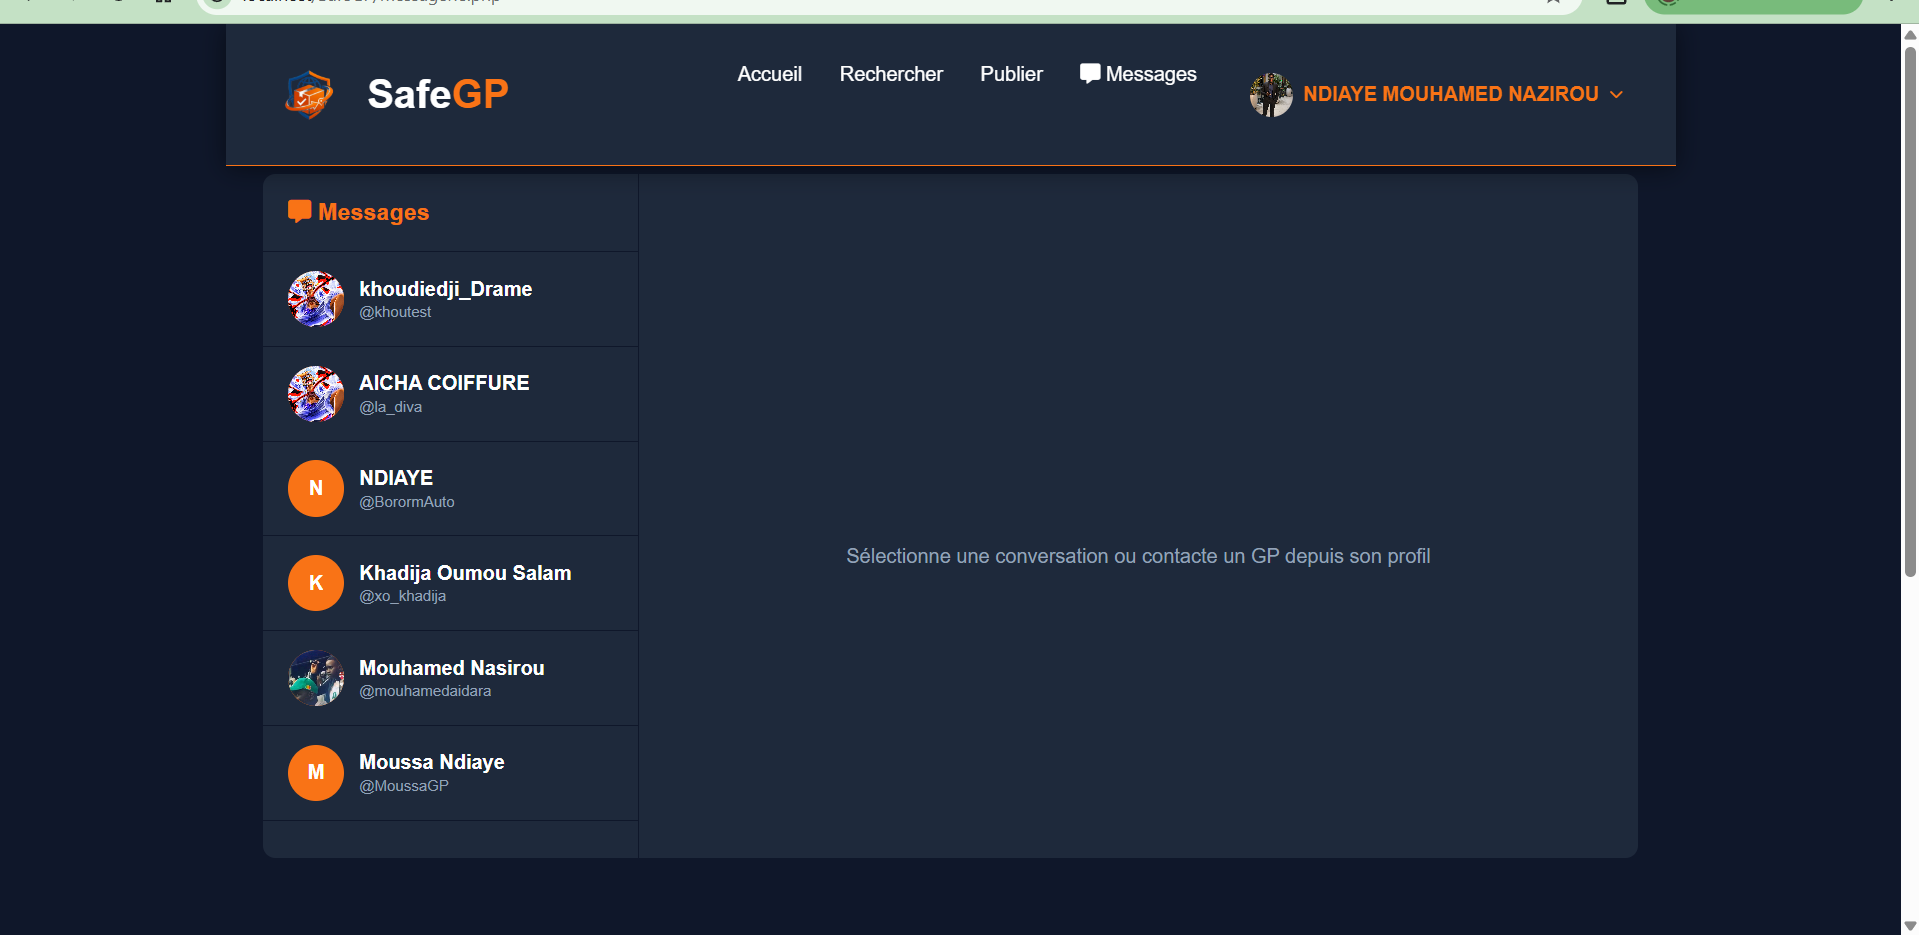 SafeGP
Accueil Rechercher Publier Messages
NDIAYE MOUHAMED NAZIROU
Messages
khoudiedji_Drame
@khoutest
AICHA COIFFURE
@la_diva
N
NDIAYE
@BorormAuto
K
Khadija Oumou Salam
@xo_khadija
Mouhamed Nasirou
@mouhamedaidara
M
Moussa Ndiaye
@MoussaGP
Sélectionne une conversation ou contacte un GP depuis son profil